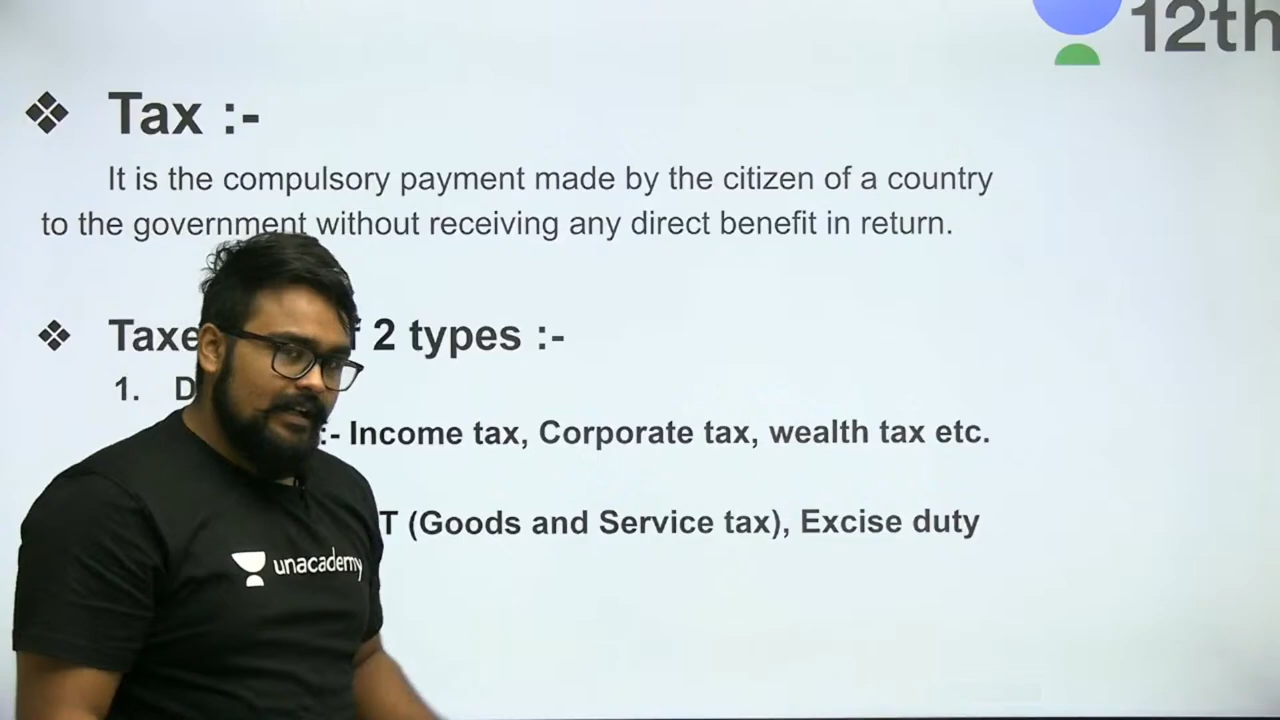 12th
❖ Tax :-
It is the compulsory payment made by the citizen of a country
to the government without receiving any direct benefit in return.
❖ 2 types :-
1.
:- Income tax, Corporate tax, wealth tax etc.
(Goods and Service tax), Excise duty
unacademy